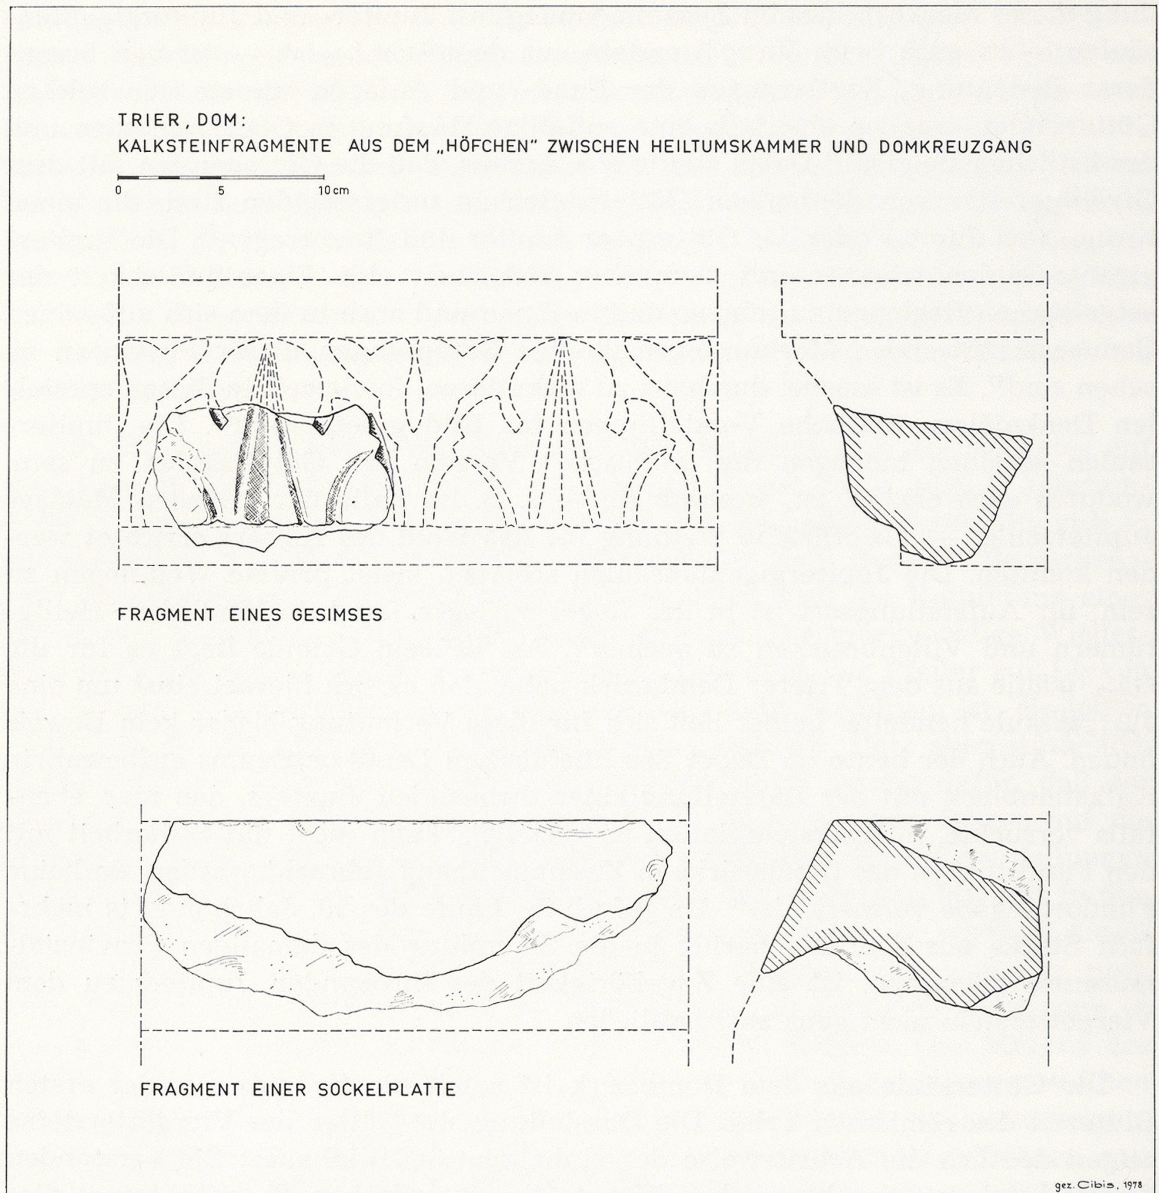 TRIER, DOM:
KALKSTEINFRAGMENTE AUS DEM „HÖFCHEN" ZWISCHEN HEILTUMSKAMMER UND DOMKREUZGANG
0 5 10 cm
FRAGMENT EINES GESIMSES
FRAGMENT EINER SOCKELPLATTE
gez. Cibis, 1978